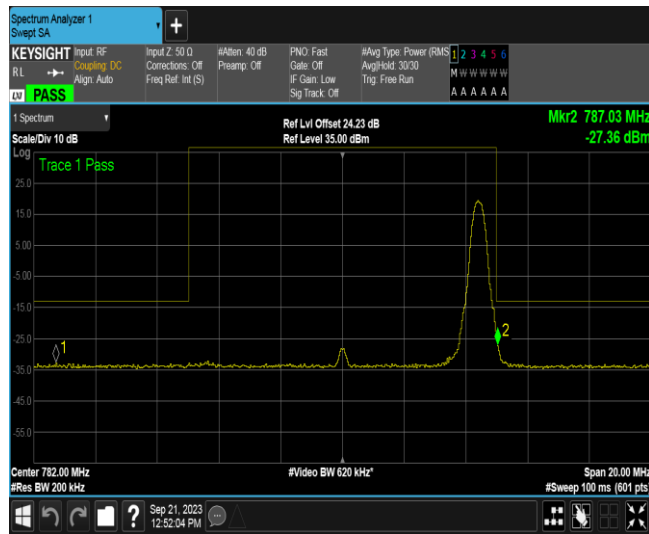 Spectrum Analyzer 1
Swept SA
+
KEYSIGHT
RL
LXI PASS
Input: RF
Coupling: DC
Align: Auto
Input Z: 50 Ω
Corrections: Off
Freq Ref: Int (S)
#Atten: 40 dB
Preamp: Off
PNO: Fast
Gate: Off
IF Gain: Low
Sig Track: Off
#Avg Type: Power (RMS
Avg|Hold: 30/30
Trig: Free Run
1 2 3 4 5 6
M W W W W W
A A A A A A
1 Spectrum
Scale/Div 10 dB
Ref Lvl Offset 24.23 dB
Ref Level 35.00 dBm
Mkr2 787.03 MHz
-27.36 dBm
Log
Trace 1 Pass
25.0
15.0
5.00
-5.00
-15.0
-25.0
-35.0
-45.0
-55.0
1
2
Center 782.00 MHz
#Res BW 200 kHz
#Video BW 620 kHz*
Span 20.00 MHz
#Sweep 100 ms (601 pts
?
Sep 21, 2023
12:52:04 PM